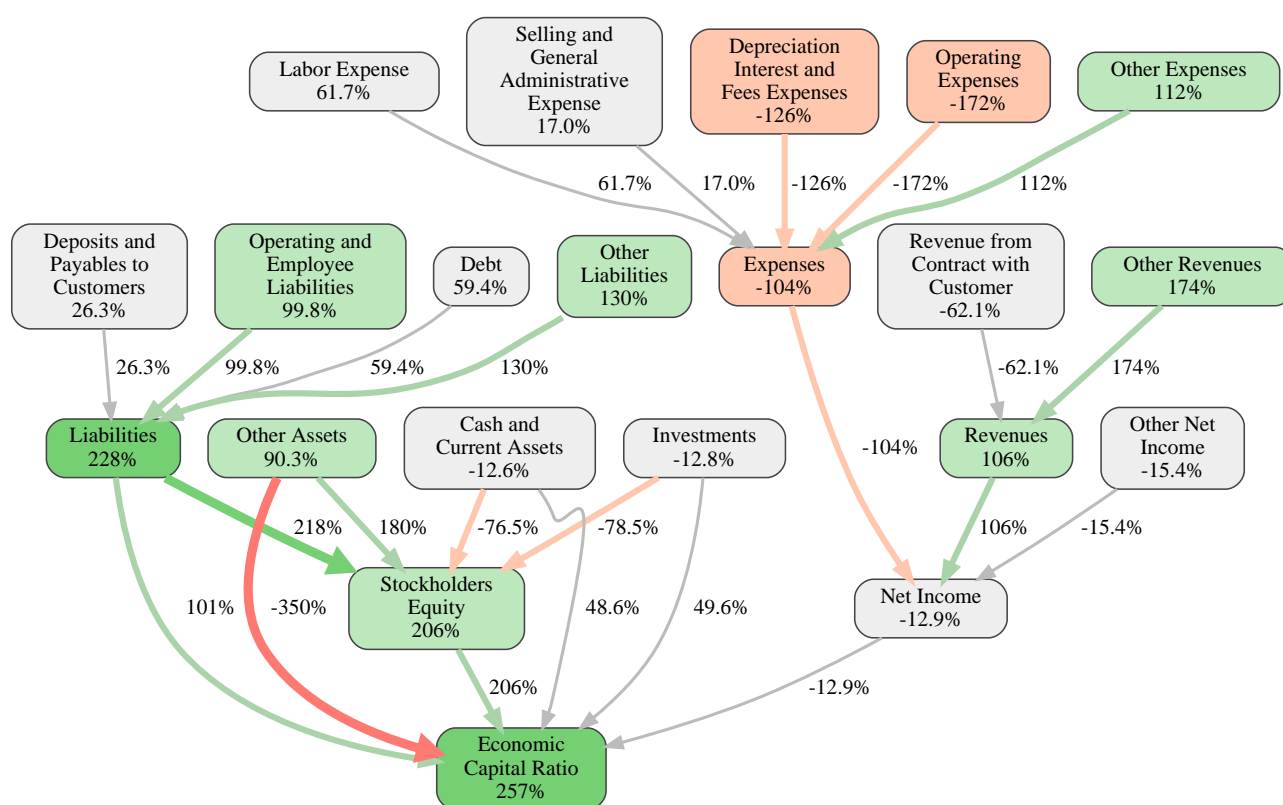 Labor Expense
61.7%
Selling and
General
Administrative
Expense
17.0%
Depreciation
Interest and
Fees Expenses
-126%
Operating
Expenses
-172%
Other Expenses
112%
61.7%
17.0%
-126%
-172%
112%
Deposits and
Payables to
Customers
26.3%
Operating and
Employee
Liabilities
99.8%
Debt
59.4%
Other
Liabilities
130%
Expenses
-104%
Revenue from
Contract with
Customer
-62.1%
Other Revenues
174%
26.3%
99.8%
59.4%
130%
-62.1%
174%
Liabilities
228%
Other Assets
90.3%
Cash and
Current Assets
-12.6%
Investments
-12.8%
-104%
Revenues
106%
Other Net
Income
-15.4%
218%
180%
-76.5%
-78.5%
106%
-15.4%
101%
-350%
Stockholders
Equity
206%
48.6%
49.6%
Net Income
-12.9%
206%
-12.9%
Economic
Capital Ratio
257%